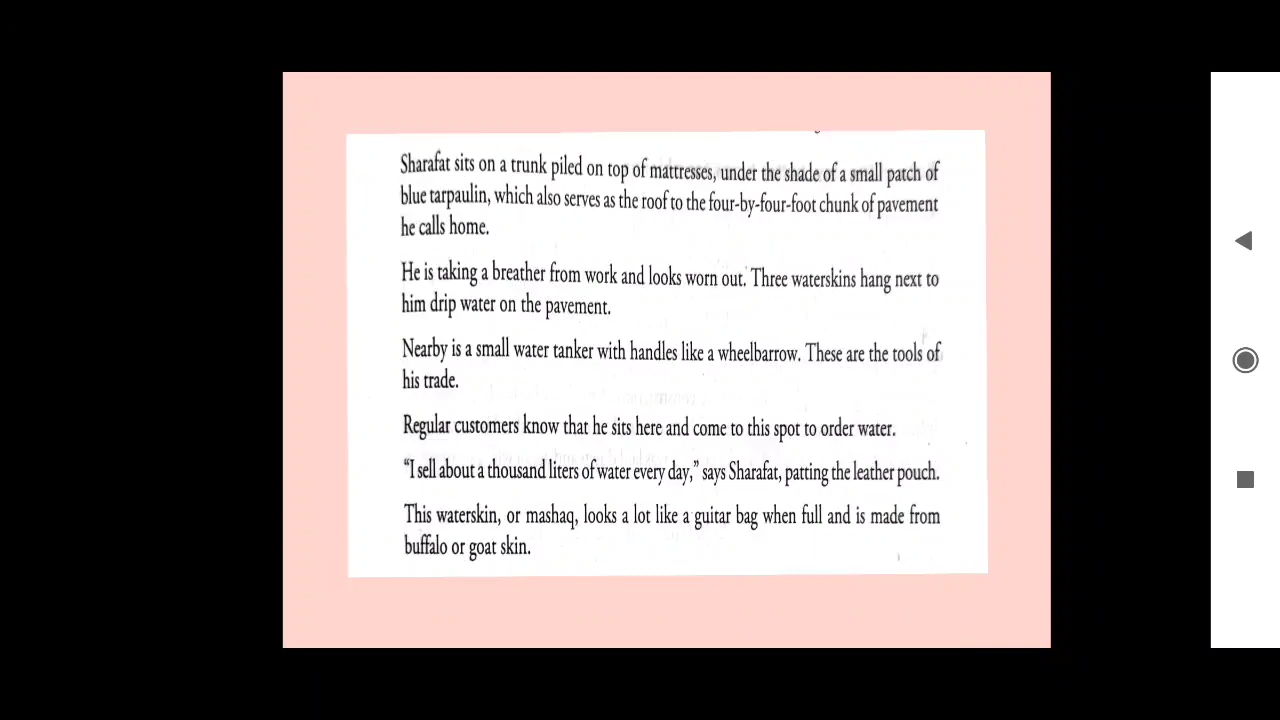 Sharafat sits on a trunk piled on top of mattresses, under the shade of a small patch of
blue tarpaulin, which also serves as the roof to the four-by-four-foot chunk of pavement
he calls home.
He is taking a breather from work and looks worn out. Three waterskins hang next to
him drip water on the pavement.
Nearby is a small water tanker with handles like a wheelbarrow. These are the tools of
his trade.
Regular customers know that he sits here and come to this spot to order water.
“I sell about a thousand liters of water every day,” says Sharafat, patting the leather pouch.
This waterskin, or mashaq, looks a lot like a guitar bag when full and is made from
buffalo or goat skin.